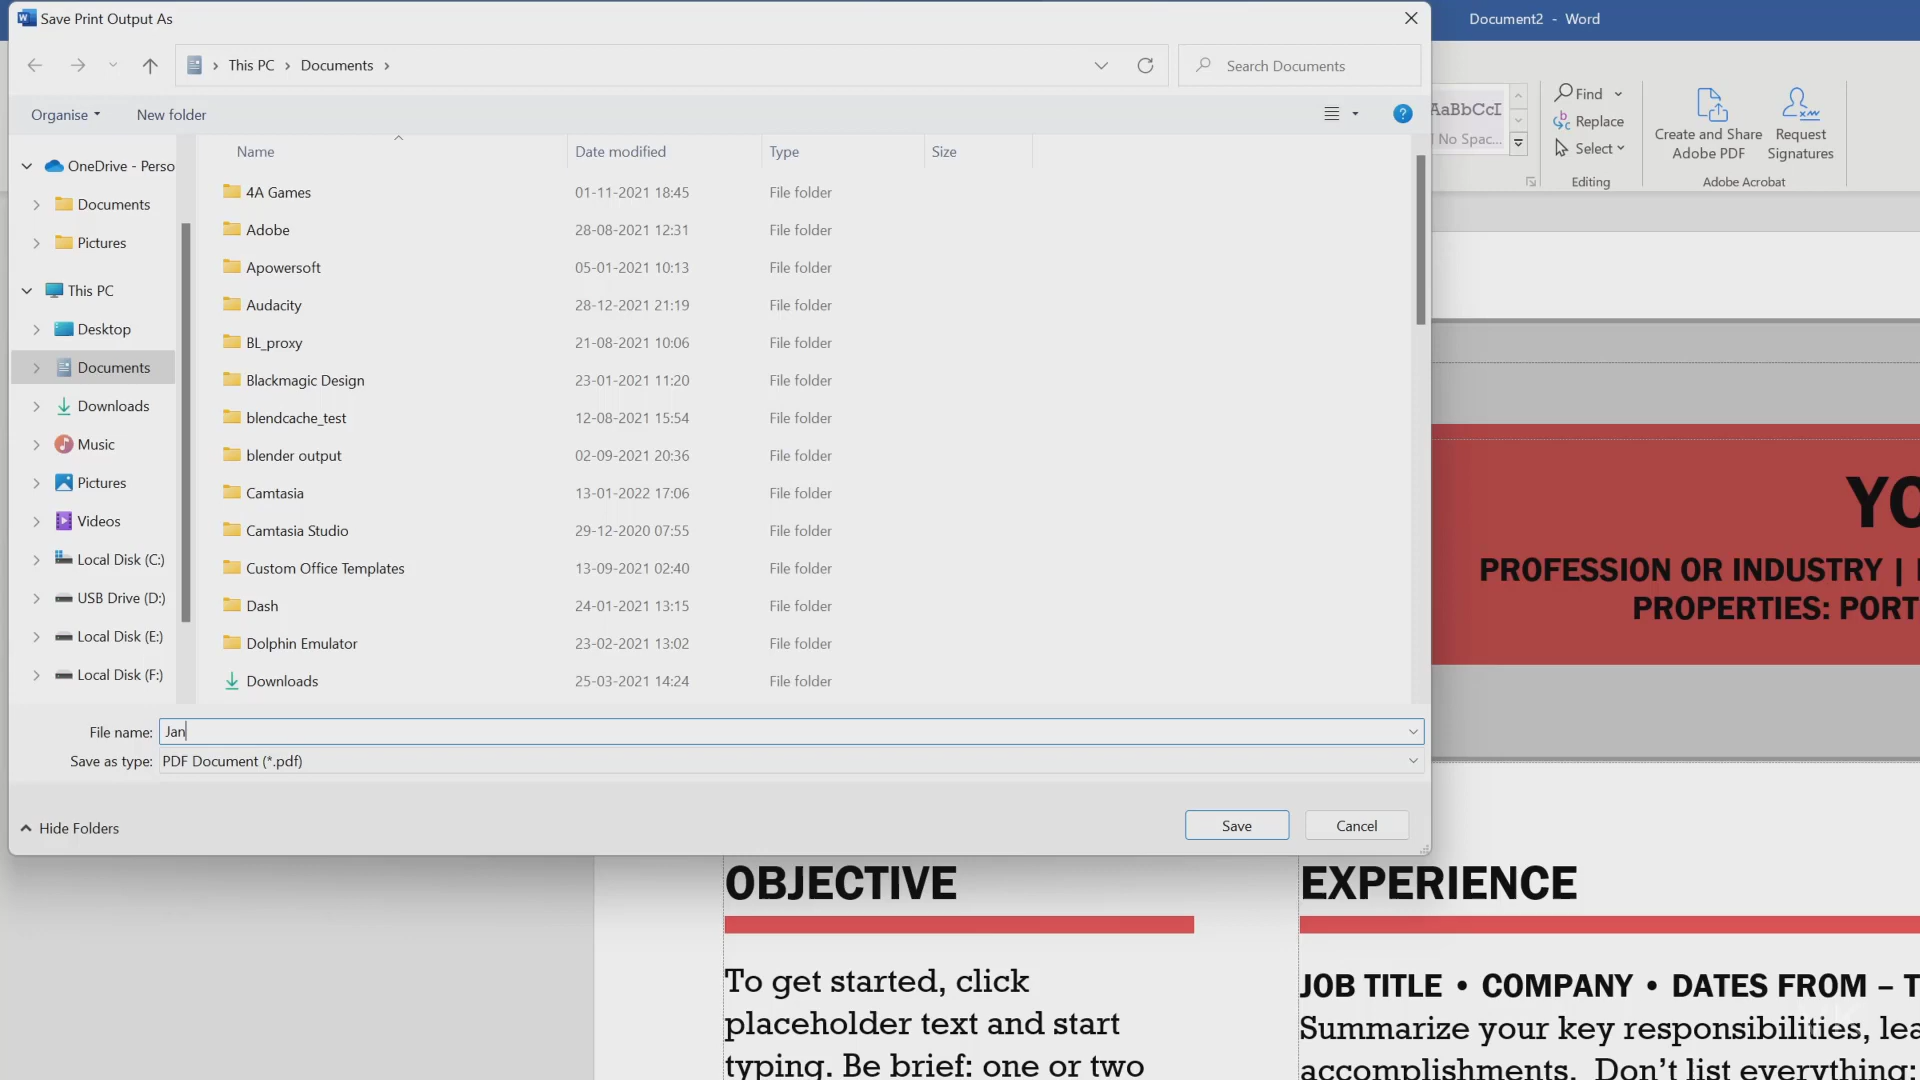 Save Print Output As
Document2 - Word
This PC > Documents >
Search Documents
Organise
New folder
Name
Date modified
Type
Size
OneDrive - Perso
Documents
Pictures
This PC
Desktop
Documents
Downloads
Music
Pictures
Videos
Local Disk (C:)
USB Drive (D:)
Local Disk (E:)
Local Disk (F:)
4A Games 01-11-2021 18:45 File folder
Adobe 28-08-2021 12:31 File folder
Apowersoft 05-01-2021 10:13 File folder
Audacity 28-12-2021 21:19 File folder
BL_proxy 21-08-2021 10:06 File folder
Blackmagic Design 23-01-2021 11:20 File folder
blendcache_test 12-08-2021 15:54 File folder
blender output 02-09-2021 20:36 File folder
Camtasia 13-01-2022 17:06 File folder
Camtasia Studio 29-12-2020 07:55 File folder
Custom Office Templates 13-09-2021 02:40 File folder
Dash 24-01-2021 13:15 File folder
Dolphin Emulator 23-02-2021 13:02 File folder
Downloads 25-03-2021 14:24 File folder
File name: Jan
Save as type: PDF Document (*.pdf)
Hide Folders
Save
Cancel
AaBbCcI
No Spac...
Find
Replace
Select
Editing
Create and Share
Adobe PDF
Request
Signatures
Adobe Acrobat
YO
PROFESSION OR INDUSTRY |
PROPERTIES: PORT
OBJECTIVE
To get started, click
placeholder text and start
typing. Be brief: one or two
EXPERIENCE
JOB TITLE • COMPANY • DATES FROM – T
Summarize your key responsibilities, lea
accomplishments. Don't list everything: